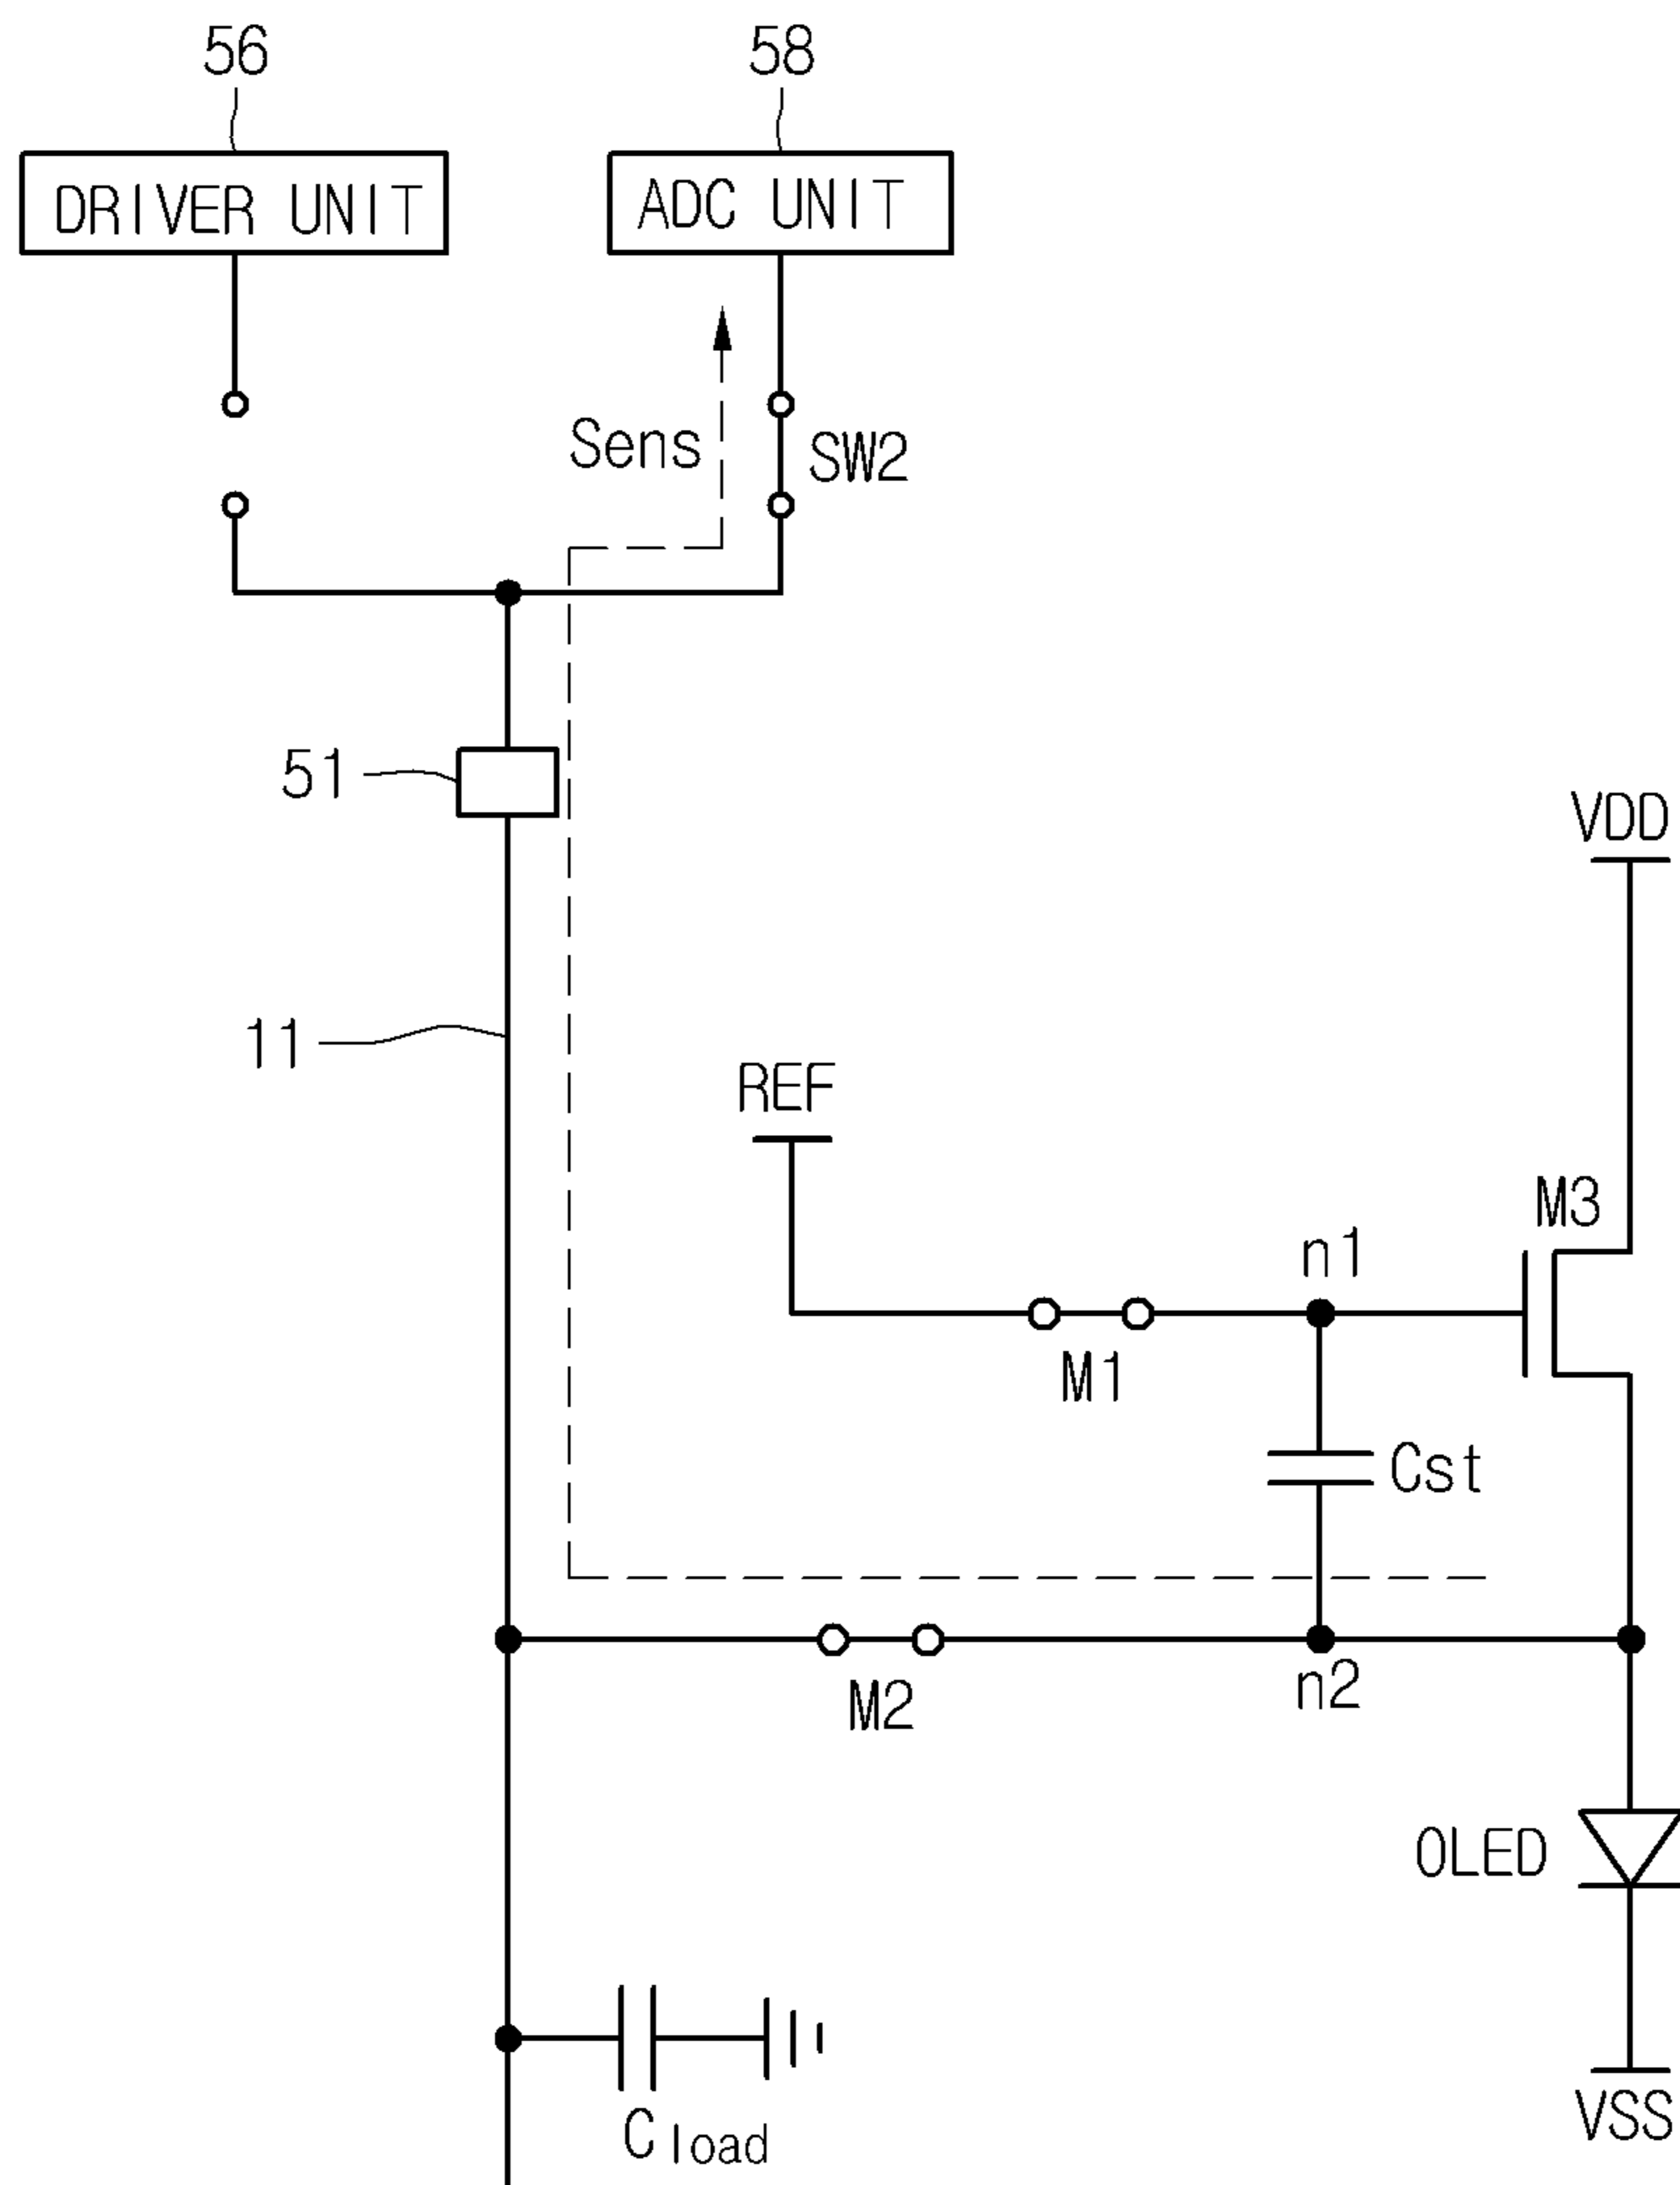 56
58
DRIVER UNIT
ADC UNIT
Sens
SW2
51
VDD
11
REF
M3
n1
M1
Cst
M2
n2
OLED
Cload
VSS